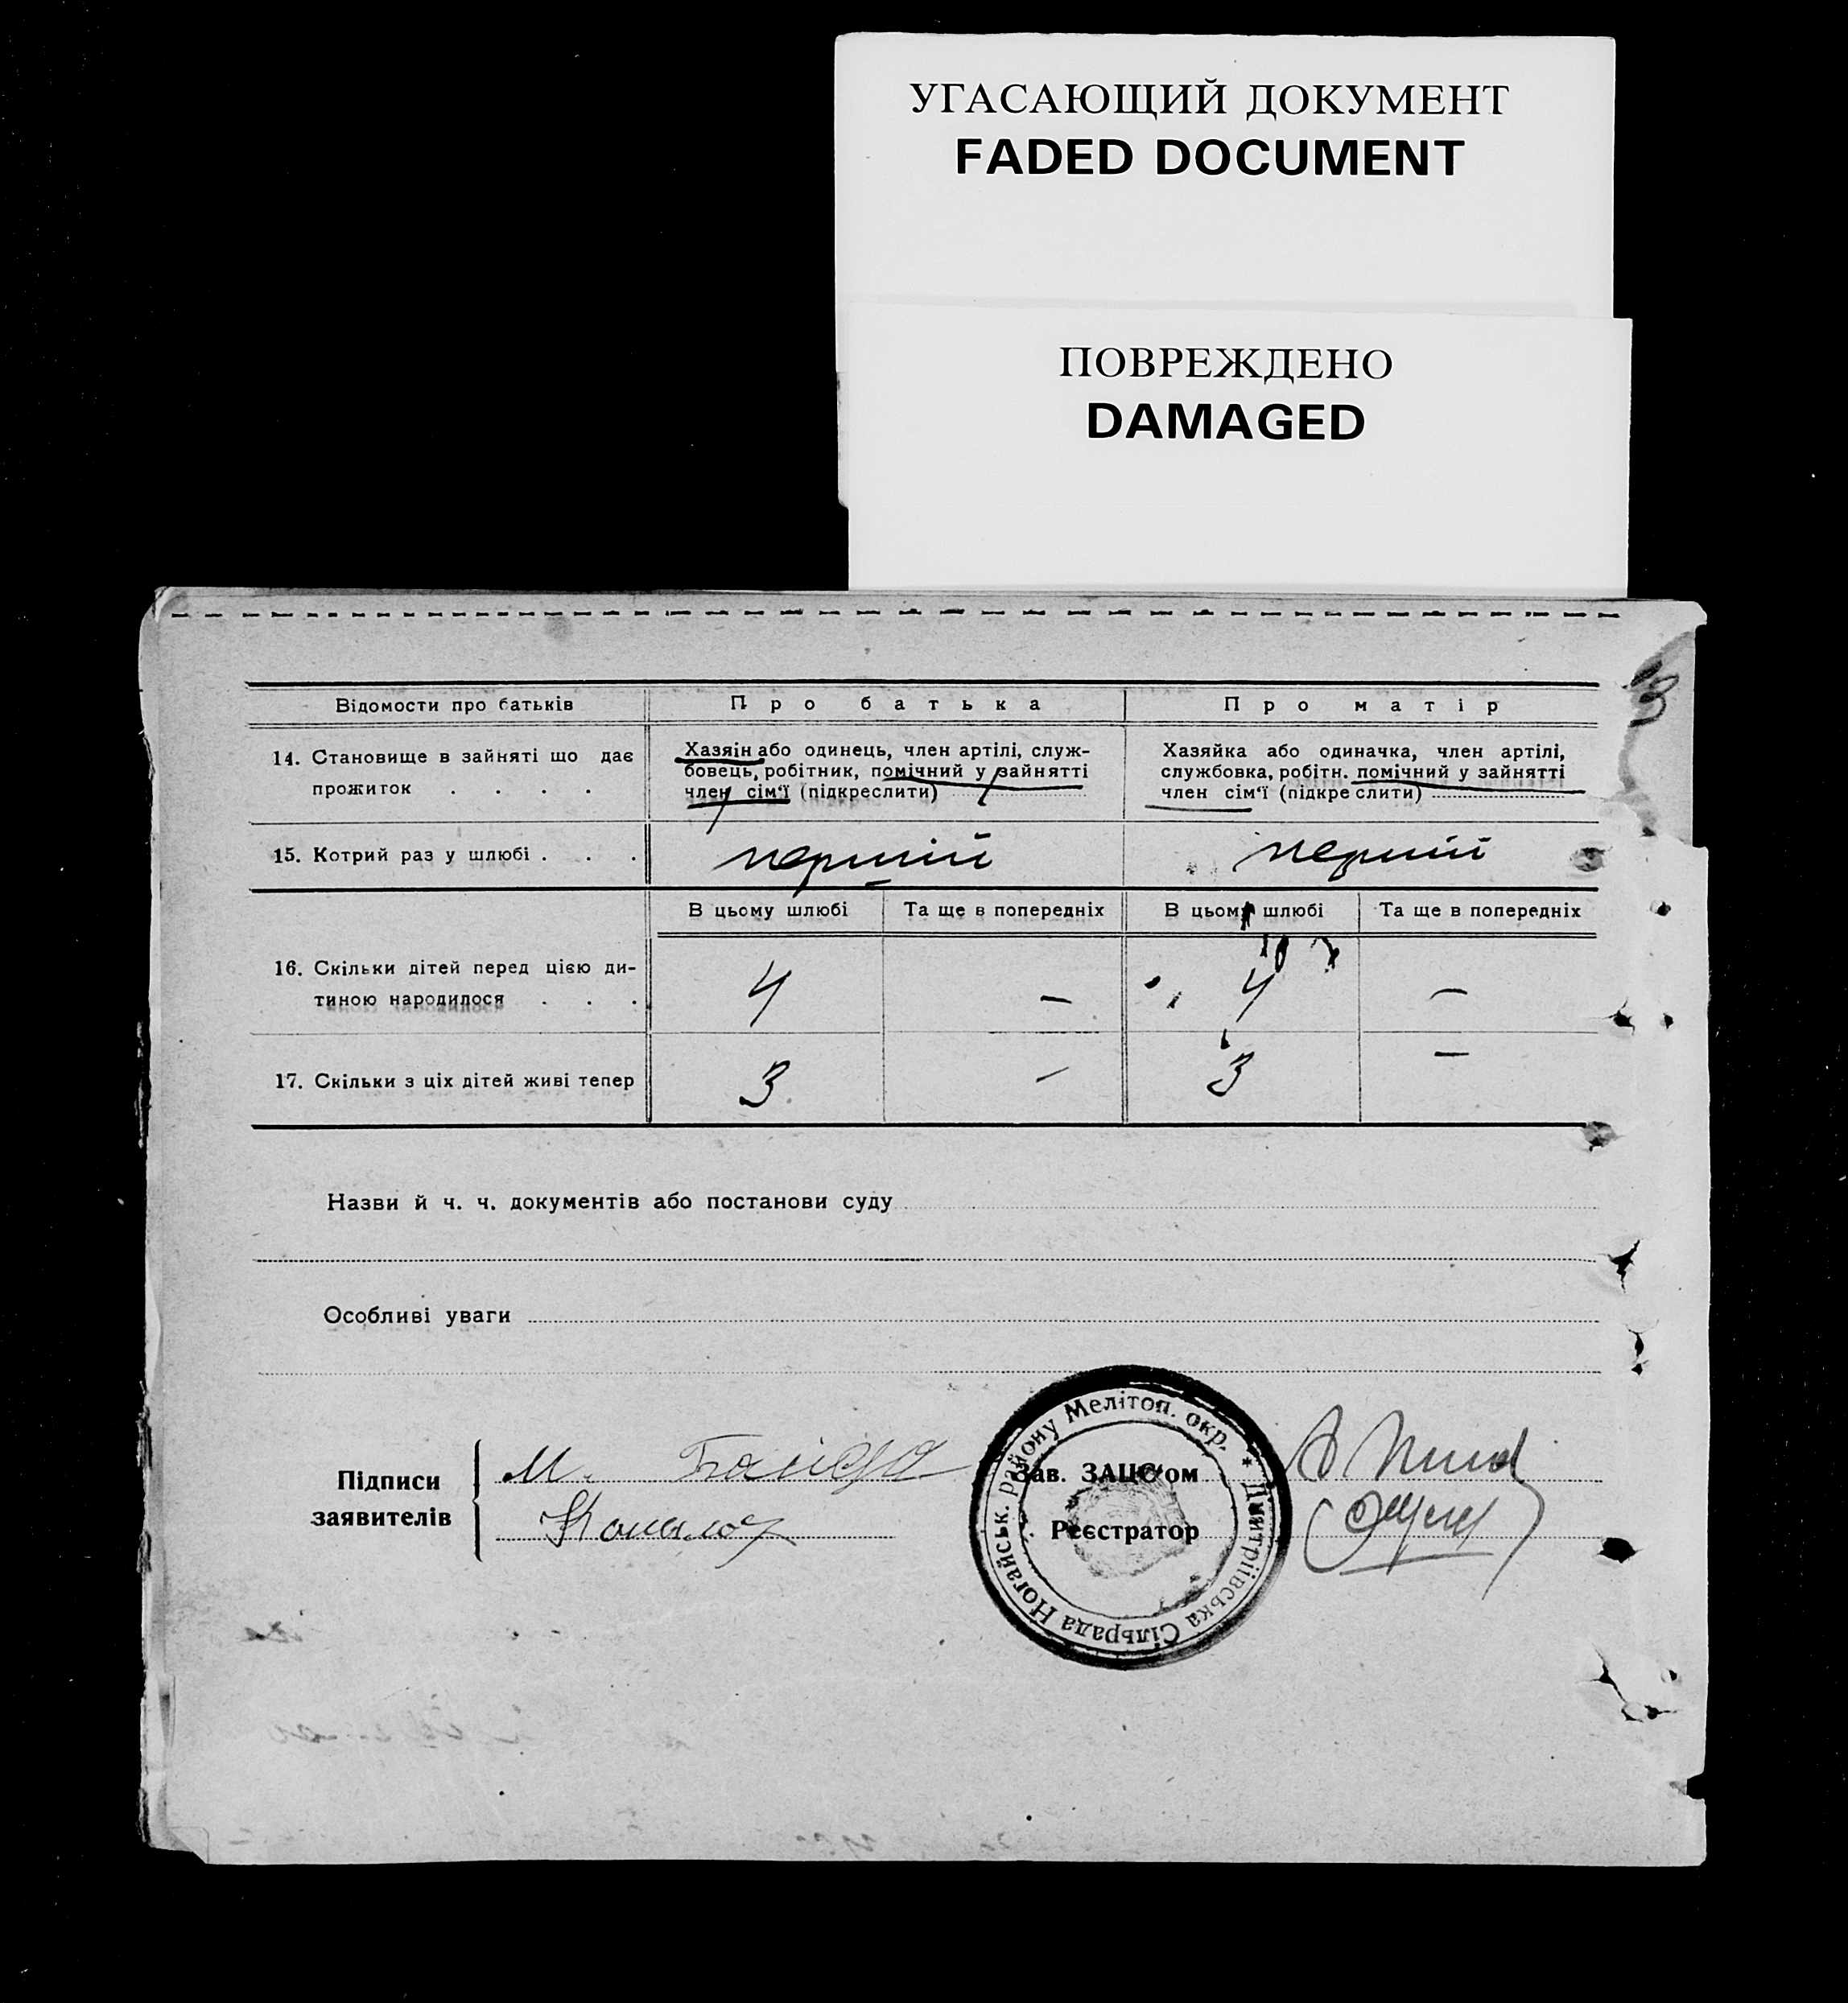 УГАСАЮЩИЙ ДОКУМЕНТ
FADED DOCUMENT
ПОВРЕЖДЕНО
DAMAGED
Відомости про батьків
Про батька
Про матір
14. Становище в зайняті що дає
прожиток . . . .
Хазяін або одинець, член артілі, служ-
бовець, робітник, помічний у зайнятті
член сім'ї (підкреслити)
Хазяйка або одиначка, член артілі,
службовка, робітн. помічний у зайнятті
член сім'ї (підкреслити)
15. Котрий раз у шлюбі . . .
перший
перший
В цьому шлюбі
Та ще в попередніх
В цьому шлюбі
Та ще в попередніх
16. Скільки дітей перед цією ди-
тиною народилося . . .
4 — 4 —
17. Скільки з ціх дітей живі тепер
3 — 3 —
Назви й ч. ч. документів або постанови суду
Особливі уваги
Підписи
заявителів
М.
Зав. ЗАЦС'ом
Реєстратор
Дмитріївська Сільрада Ногайськ. району Мелітоп. окр. *